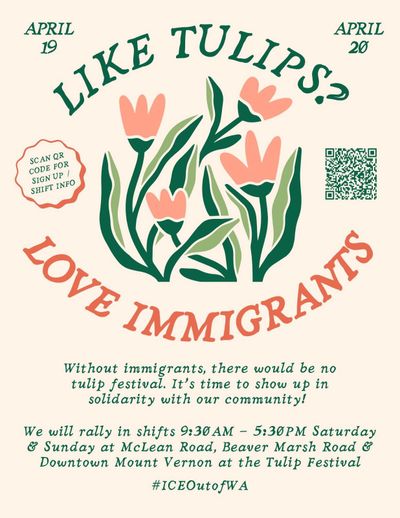 APRIL
19
APRIL
20
LIKE TULIPS?
SCAN QR
CODE FOR
SIGN UP /
SHIFT INFO
LOVE IMMIGRANTS
Without immigrants, there would be no
tulip festival. It's time to show up in
solidarity with our community!
We will rally in shifts 9:30AM – 5:30PM Saturday
& Sunday at McLean Road, Beaver Marsh Road &
Downtown Mount Vernon at the Tulip Festival
#ICEOutofWA